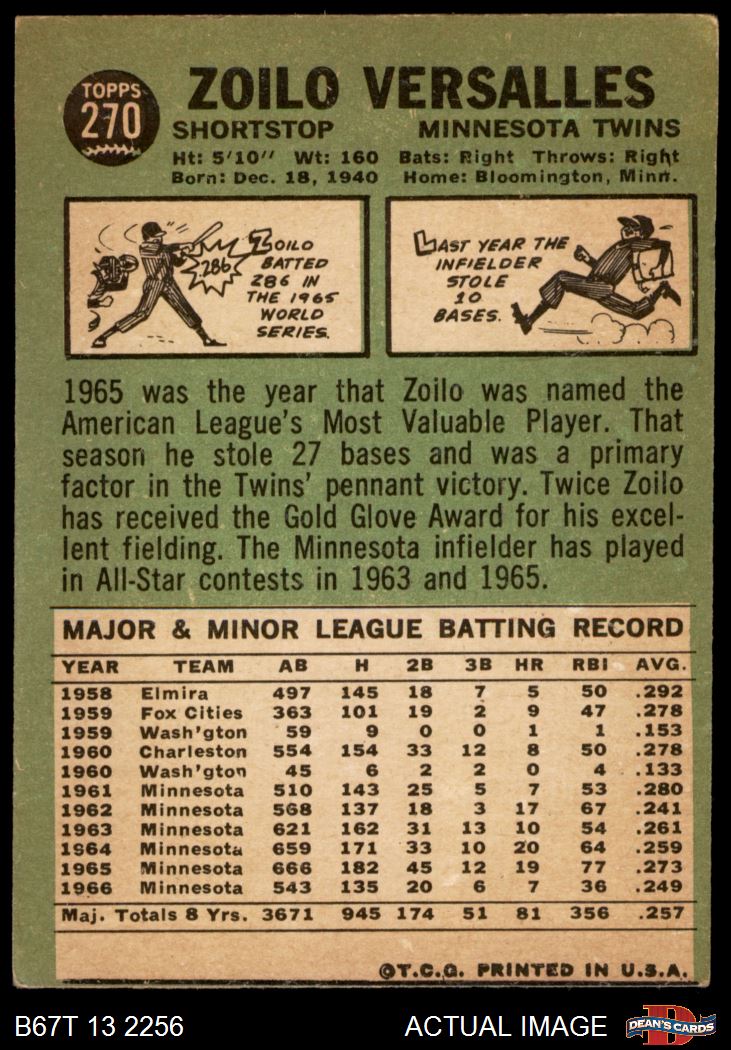 TOPPS
270
ZOILO VERSALLES
SHORTSTOP MINNESOTA TWINS
Ht: 5'10" Wt: 160 Bats: Right Throws: Right
Born: Dec. 18, 1940 Home: Bloomington, Minn.
286
ZOILO
BATTED
286 IN
THE 1965
WORLD
SERIES.
LAST YEAR THE
INFIELDER
STOLE
10
BASES.
1965 was the year that Zoilo was named the
American League's Most Valuable Player. That
season he stole 27 bases and was a primary
factor in the Twins' pennant victory. Twice Zoilo
has received the Gold Glove Award for his excel-
lent fielding. The Minnesota infielder has played
in All-Star contests in 1963 and 1965.
MAJOR & MINOR LEAGUE BATTING RECORD
YEAR TEAM AB H 2B 3B HR RBI AVG.
1958 Elmira 497 145 18 7 5 50 .292
1959 Fox Cities 363 101 19 2 9 47 .278
1959 Wash'gton 59 9 0 0 1 1 .153
1960 Charleston 554 154 33 12 8 50 .278
1960 Wash'gton 45 6 2 2 0 4 .133
1961 Minnesota 510 143 25 5 7 53 .280
1962 Minnesota 568 137 18 3 17 67 .241
1963 Minnesota 621 162 31 13 10 54 .261
1964 Minnesota 659 171 33 10 20 64 .259
1965 Minnesota 666 182 45 12 19 77 .273
1966 Minnesota 543 135 20 6 7 36 .249
Maj. Totals 8 Yrs. 3671 945 174 51 81 356 .257
©T.C.G. PRINTED IN U.S.A.
B67T 13 2256 ACTUAL IMAGE
D
DEAN'S CARDS